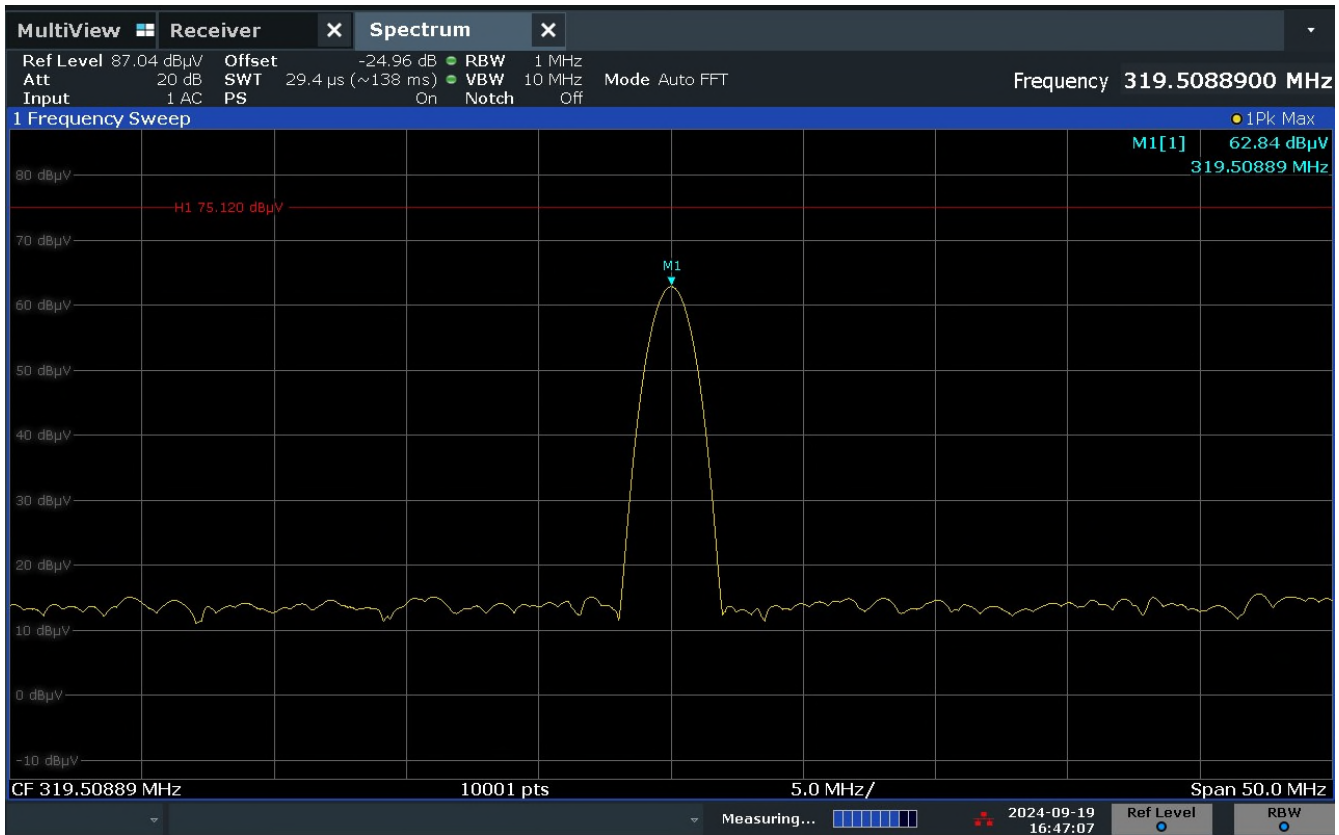 MultiView Receiver X Spectrum X
Ref Level 87.04 dBµV Offset -24.96 dB RBW 1 MHz
Att 20 dB SWT 29.4 µs (~138 ms) VBW 10 MHz Mode Auto FFT Frequency 319.5088900 MHz
Input 1 AC PS On Notch Off
1 Frequency Sweep 1Pk Max
M1[1] 62.84 dBµV
319.50889 MHz
80 dBµV
H1 75.120 dBµV
70 dBµV
M1
60 dBµV
50 dBµV
40 dBµV
30 dBµV
20 dBµV
10 dBµV
0 dBµV
-10 dBµV
CF 319.50889 MHz 10001 pts 5.0 MHz/ Span 50.0 MHz
Measuring... 2024-09-19 Ref Level RBW
16:47:07